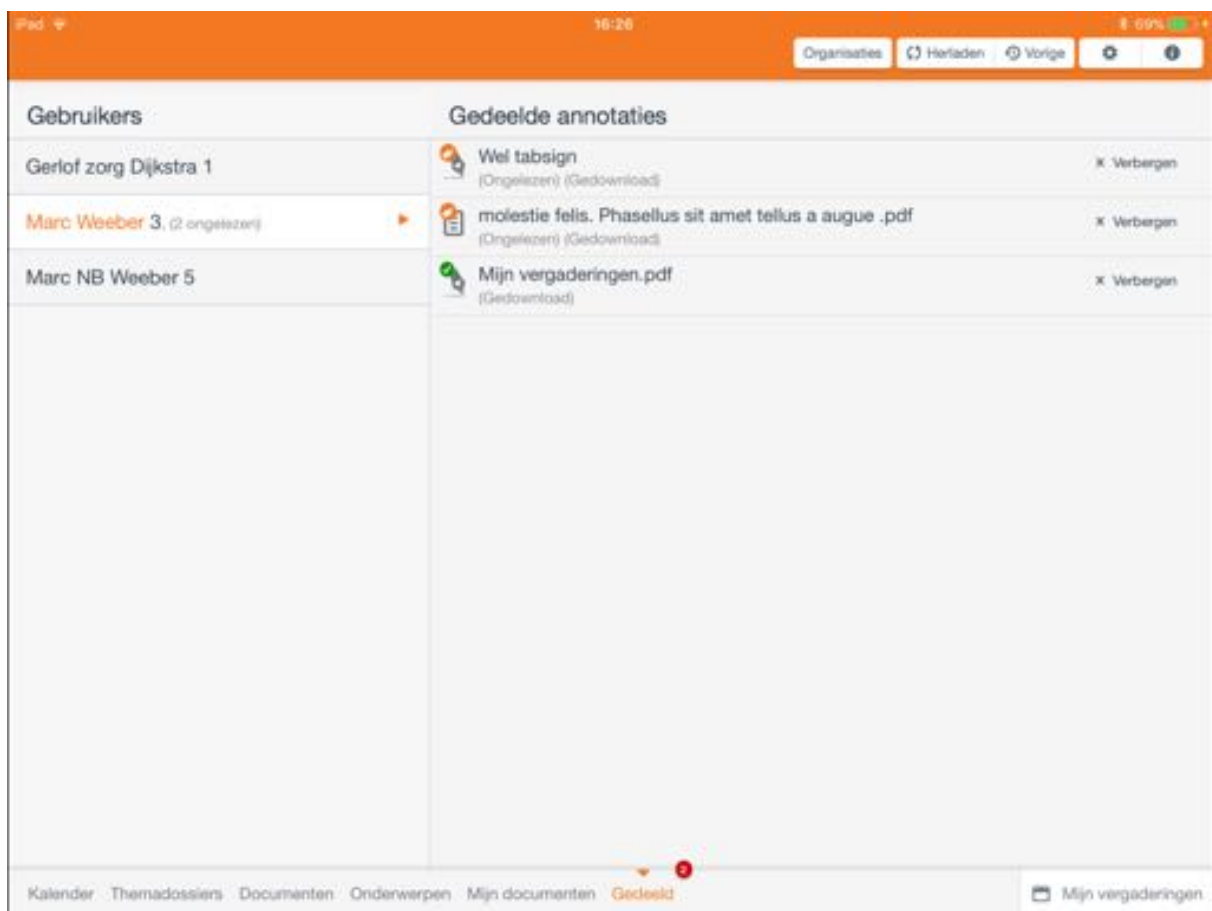 iPad 16:26 69%
Organisaties Herladen Vorige
Gebruikers
Gerlof zorg Dijkstra 1
Marc Weeber 3. (2 ongelezen)
Marc NB Weeber 5
Gedeelde annotaties
Wel tabsign
(Ongelezen) (Gedownload)
x Verbergen
molestie felis. Phasellus sit amet tellus a augue .pdf
(Ongelezen) (Gedownload)
x Verbergen
Mijn vergaderingen.pdf
(Gedownload)
x Verbergen
2
Kalender Themadossiers Documenten Onderwerpen Mijn documenten Gedeeld Mijn vergaderingen